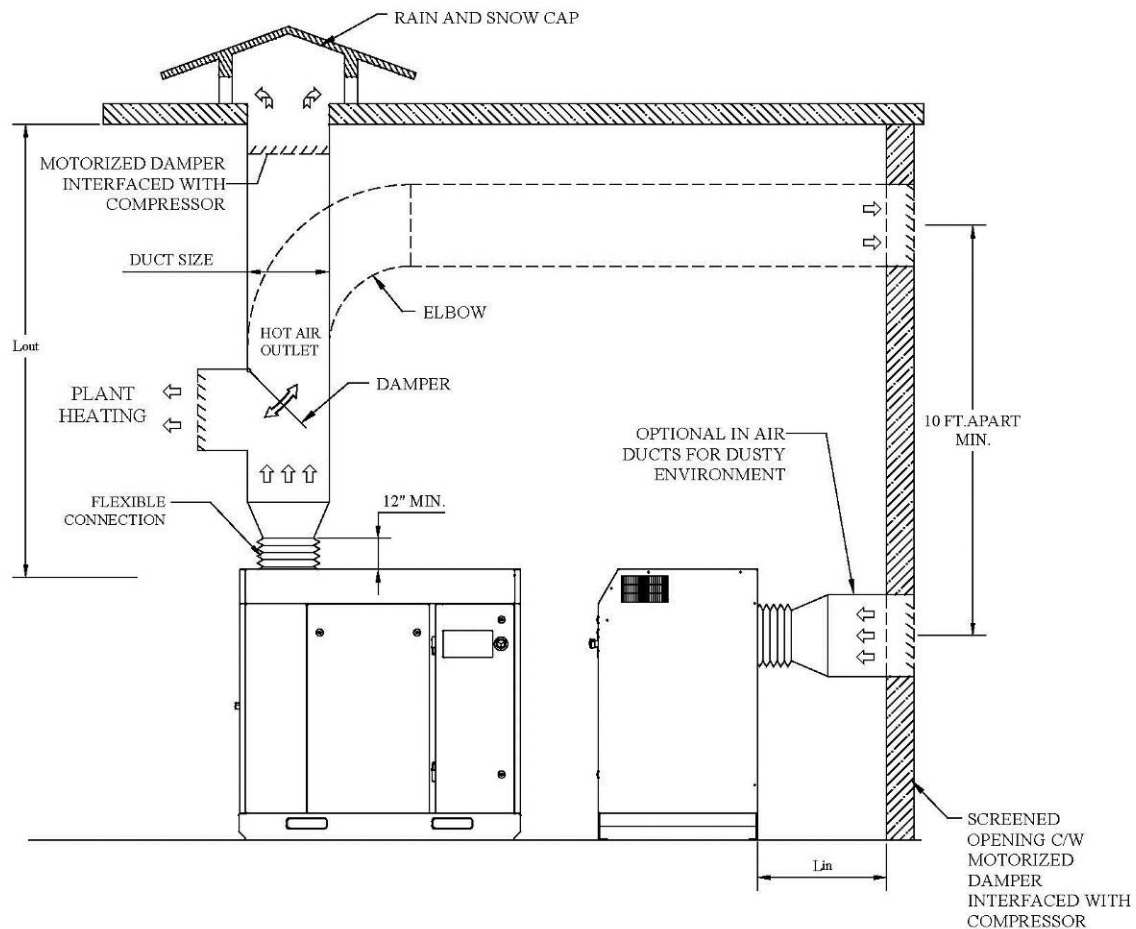 RAIN AND SNOW CAP
MOTORIZED DAMPER
INTERFACED WITH
COMPRESSOR
DUCT SIZE
ELBOW
HOT AIR
OUTLET
Lout
PLANT
HEATING
DAMPER
10 FT.APART
MIN.
OPTIONAL IN AIR
DUCTS FOR DUSTY
ENVIRONMENT
FLEXIBLE
CONNECTION
12" MIN.
Lin
SCREENED
OPENING C/W
MOTORIZED
DAMPER
INTERFACED WITH
COMPRESSOR